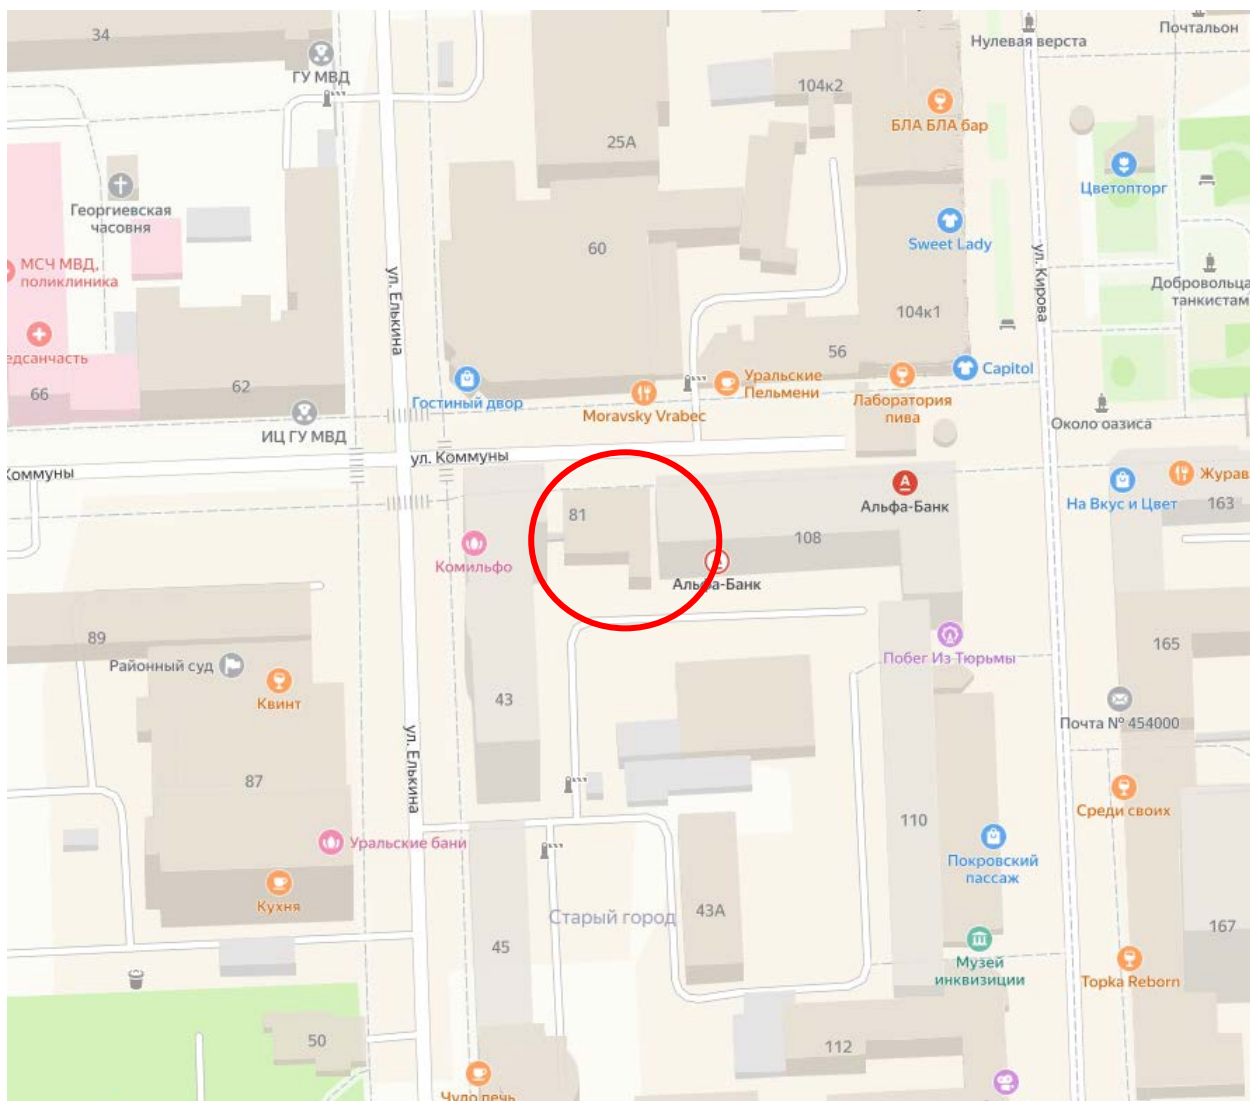 34
ГУ МВД
Нулевая верста
Почтальон
104к2
БЛА БЛА бар
25А
Георгиевская
часовня
Цветопторг
МСЧ МВД,
поликлиника
60
Sweet Lady
ул. Елькина
ул. Кирова
Добровольца
танкистам
104к1
едсанчасть
66
62
56
Гостиный двор
Moravsky Vrabec
Уральские
Пельмени
Лаборатория
пива
Capitol
ИЦ ГУ МВД
Около оазиса
Коммуны
ул. Коммуны
81
Альфа-Банк
На Вкус и Цвет
Журав
163
Комильфо
108
Альфа-Банк
89
Районный суд
Квинт
Побег Из Тюрьмы
165
43
Почта № 454000
ул. Елькина
87
Среди своих
110
Уральские бани
Покровский
пассаж
Кухня
Старый город
43А
167
45
Музей
инквизиции
Topka Reborn
50
112
Чудо печь